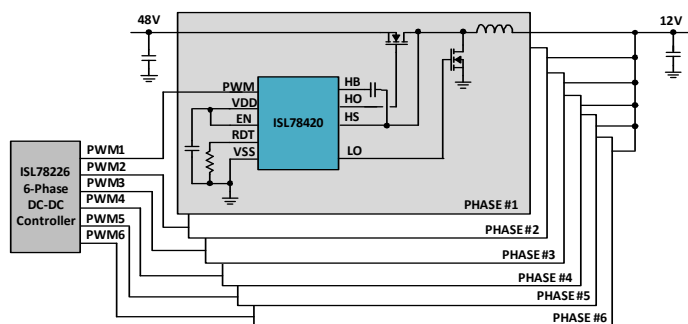 48V
12V
PWM
VDD
EN
RDT
VSS
ISL78420
HB
HO
HS
LO
PHASE #1
ISL78226
6-Phase
DC-DC
Controller
PWM1
PWM2
PWM3
PWM4
PWM5
PWM6
PHASE #2
PHASE #3
PHASE #4
PHASE #5
PHASE #6